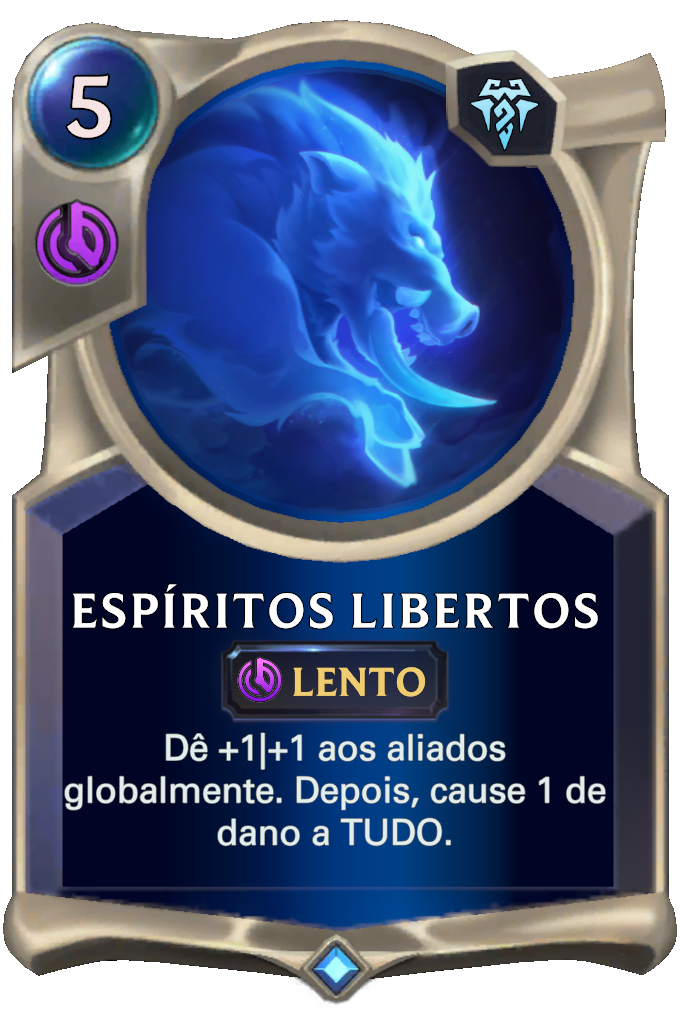 5
ESPÍRITOS LIBERTOS
LENTO
Dê +1|+1 aos aliados
globalmente. Depois, cause 1 de
dano a TUDO.